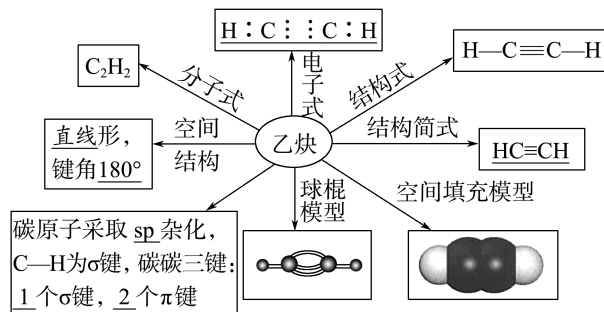 H∶C⋮⋮C∶H
C₂H₂
分子式
电子式
结构式
H—C≡C—H
直线形,
键角180°
空间
结构
乙炔
结构简式
HC≡CH
碳原子采取 sp 杂化,
C—H为σ键, 碳碳三键:
1 个σ键, 2 个π键
球棍
模型
空间填充模型